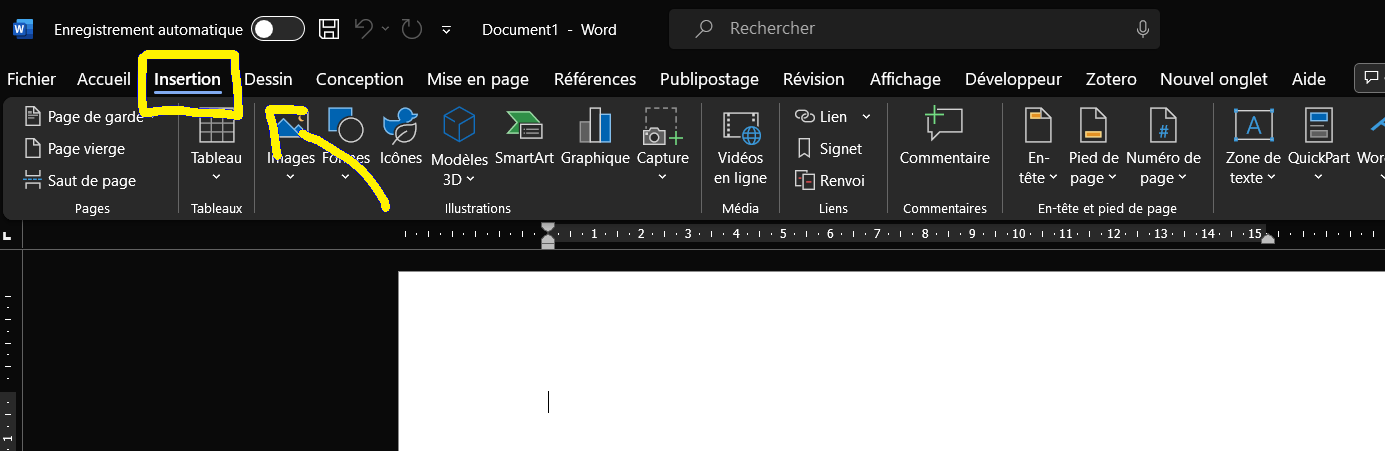 Enregistrement automatique Document1 - Word Rechercher
Fichier Accueil Insertion Dessin Conception Mise en page Références Publipostage Révision Affichage Développeur Zotero Nouvel onglet Aide
Page de garde
Page vierge
Saut de page
Pages
Tableau
Tableaux
Images
Formes
Icônes
Modèles
3D
SmartArt
Graphique
Capture
Illustrations
Vidéos
en ligne
Média
Lien
Signet
Renvoi
Liens
Commentaire
Commentaires
En-
tête
Pied de
page
Numéro de
page
En-tête et pied de page
Zone de
texte
QuickPart
1 2 3 4 5 6 7 8 9 10 11 12 13 14 15
1